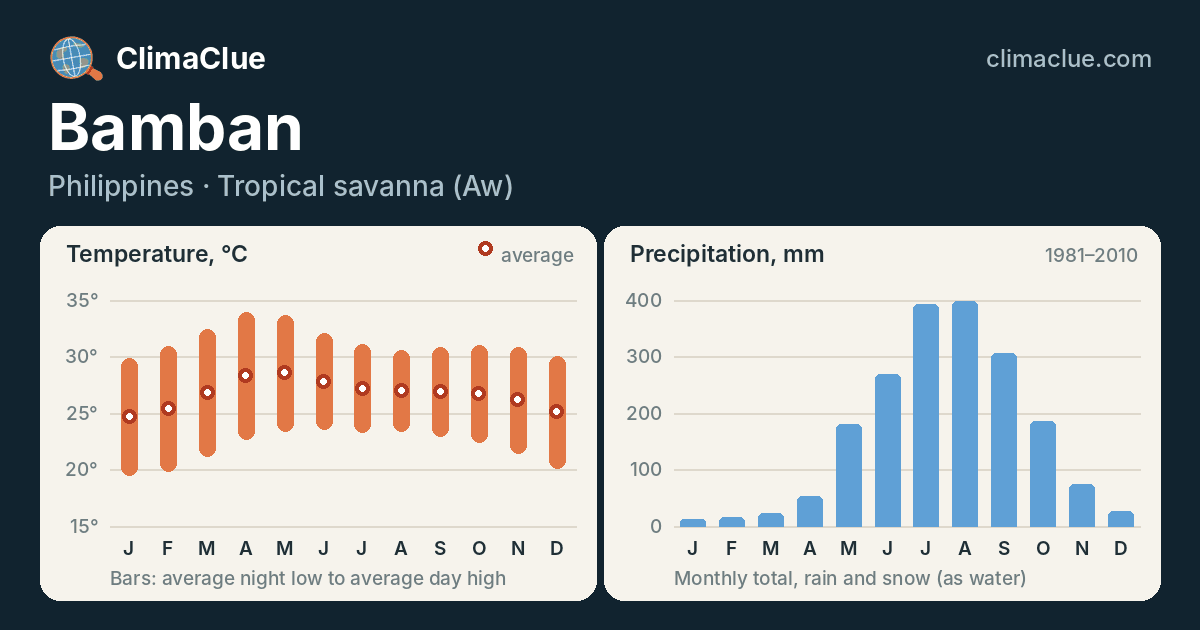 ClimaClue
climaclue.com
Bamban
Philippines · Tropical savanna (Aw)
Temperature, °C
average
35°
30°
25°
20°
15°
J F M A M J J A S O N D
Bars: average night low to average day high
Precipitation, mm
1981–2010
400
300
200
100
0
J F M A M J J A S O N D
Monthly total, rain and snow (as water)